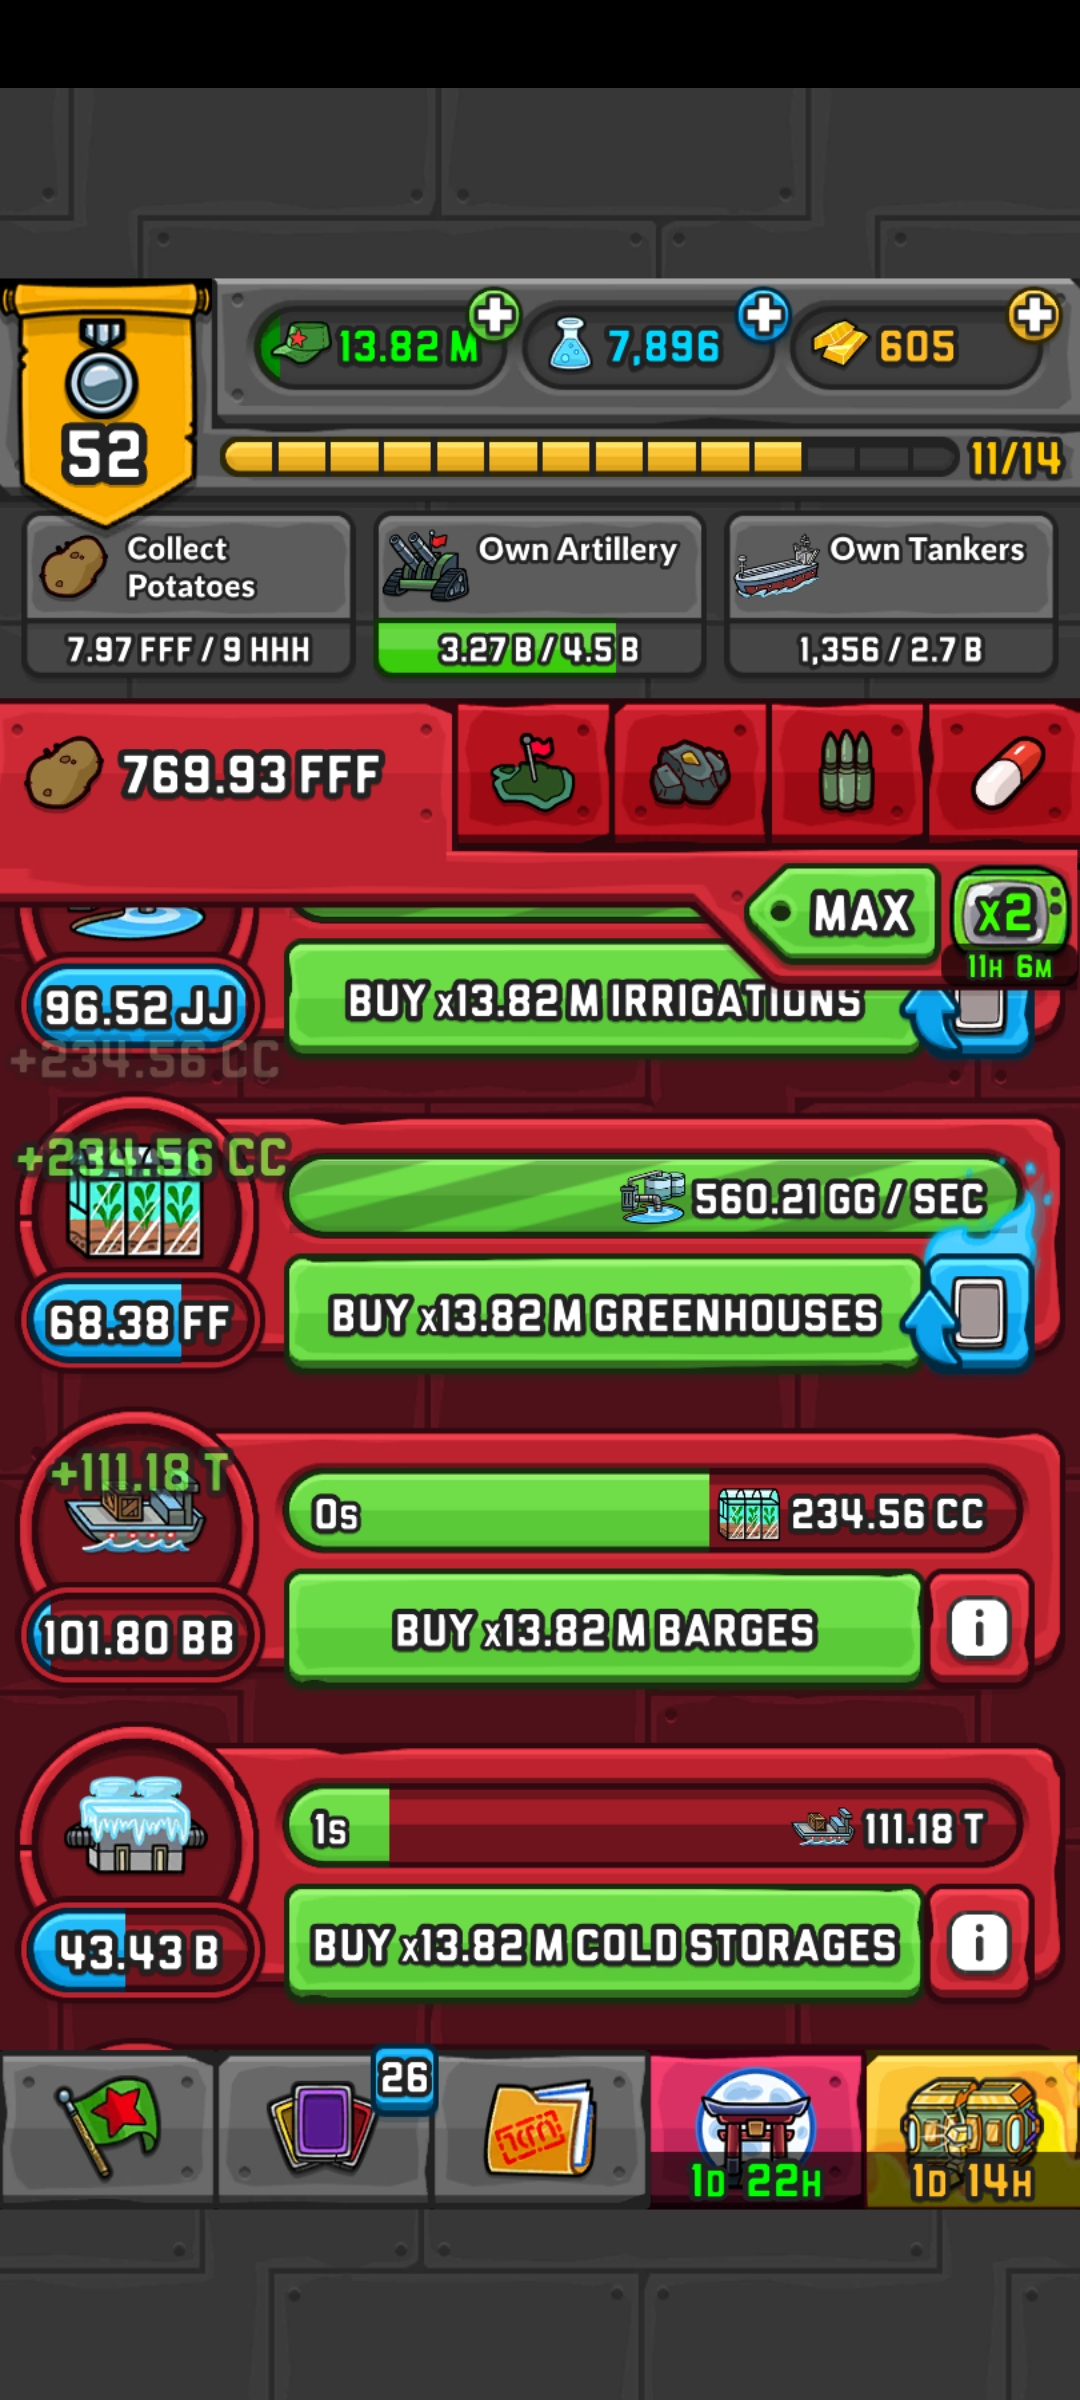 13.82 M
7,896
605
52
11/14
Collect
Potatoes
7.97 FFF / 9 HHH
Own Artillery
3.27 B / 4.5 B
Own Tankers
1,356 / 2.7 B
769.93 FFF
MAX
x2
11H 6M
96.52 JJ
BUY x13.82 M IRRIGATIONS
+234.56 CC
+234.56 CC
560.21 GG / SEC
68.38 FF
BUY x13.82 M GREENHOUSES
+111.18 T
0s
234.56 CC
101.80 BB
BUY x13.82 M BARGES
i
1s
111.18 T
43.43 B
BUY x13.82 M COLD STORAGES
i
26
1D 22H
1D 14H